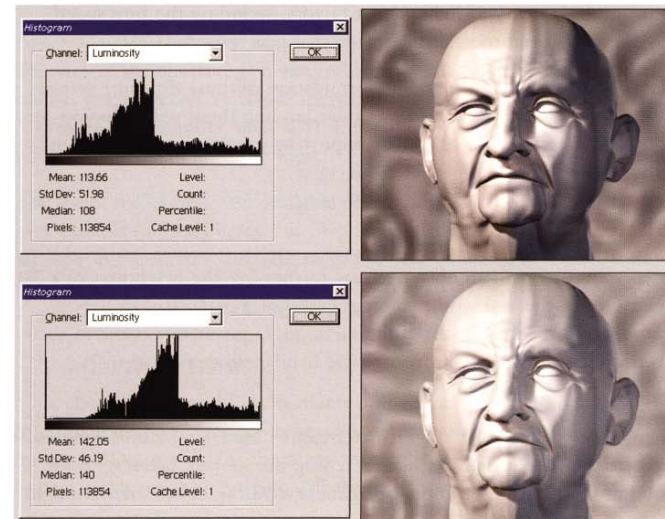 Histogram
Channel: Luminosity
OK
Mean: 113.66 Level:
Std Dev: 51.98 Count:
Median: 108 Percentile:
Pixels: 113854 Cache Level: 1
Histogram
Channel: Luminosity
OK
Mean: 142.05 Level:
Std Dev: 46.19 Count:
Median: 140 Percentile:
Pixels: 113854 Cache Level: 1